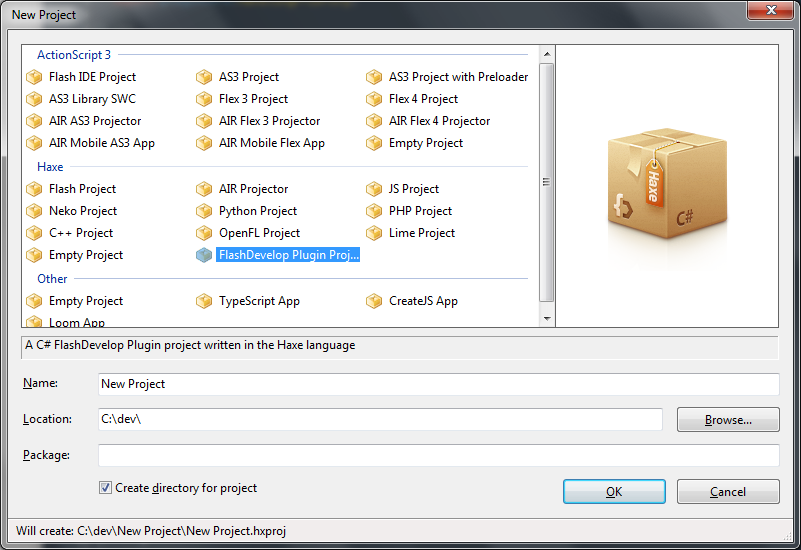 New Project
ActionScript 3
Flash IDE Project AS3 Project AS3 Project with Preloader
AS3 Library SWC Flex 3 Project Flex 4 Project
AIR AS3 Projector AIR Flex 3 Projector AIR Flex 4 Projector
AIR Mobile AS3 App AIR Mobile Flex App Empty Project
Haxe
Flash Project AIR Projector JS Project
Neko Project Python Project PHP Project
C++ Project OpenFL Project Lime Project
Empty Project FlashDevelop Plugin Proj...
Other
Empty Project TypeScript App CreateJS App
Loom App
Haxe
C#
A C# FlashDevelop Plugin project written in the Haxe language
Name: New Project
Location: C:\dev\ Browse...
Package:
Create directory for project OK Cancel
Will create: C:\dev\New Project\New Project.hxproj